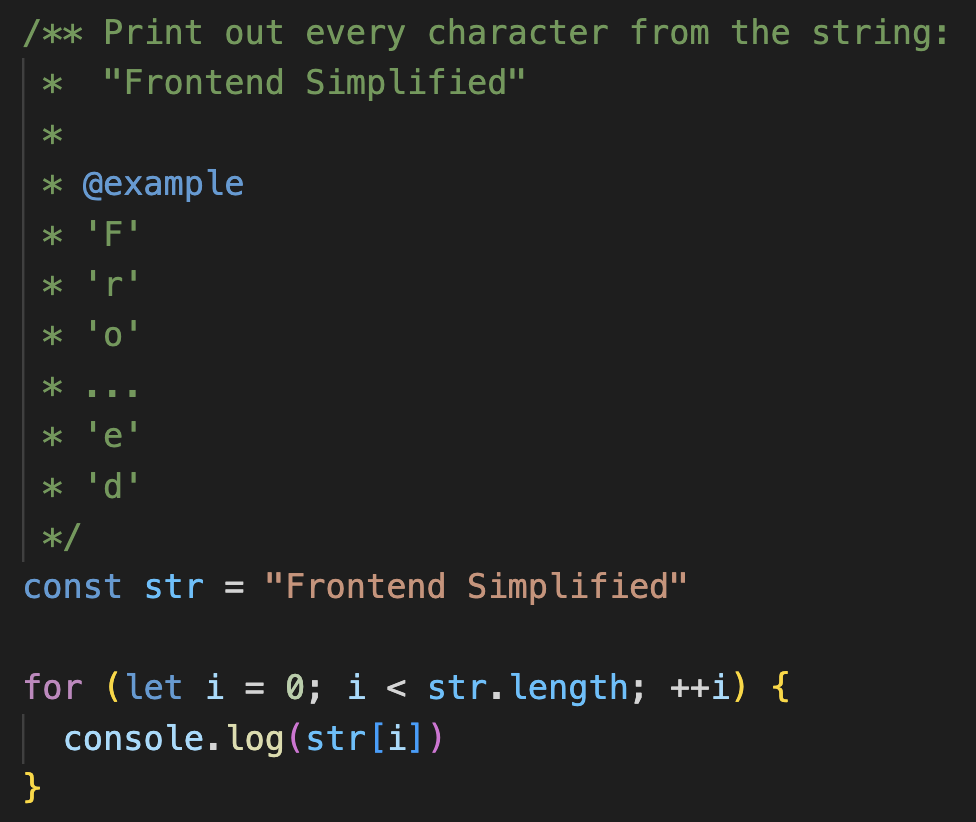 /** Print out every character from the string:
 *  "Frontend Simplified"
 *
 * @example
 * 'F'
 * 'r'
 * 'o'
 * ...
 * 'e'
 * 'd'
 */
const str = "Frontend Simplified"

for (let i = 0; i < str.length; ++i) {
  console.log(str[i])
}